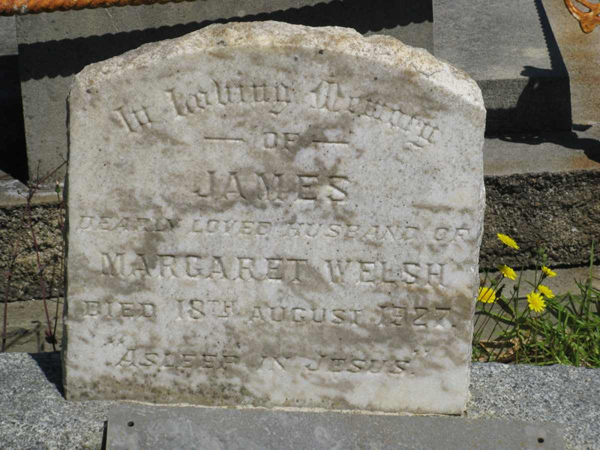 In Loving Memory
— OF —
JAMES
DEARLY LOVED HUSBAND OF
MARGARET WELSH
DIED 18TH AUGUST 1927.
"ASLEEP IN JESUS"